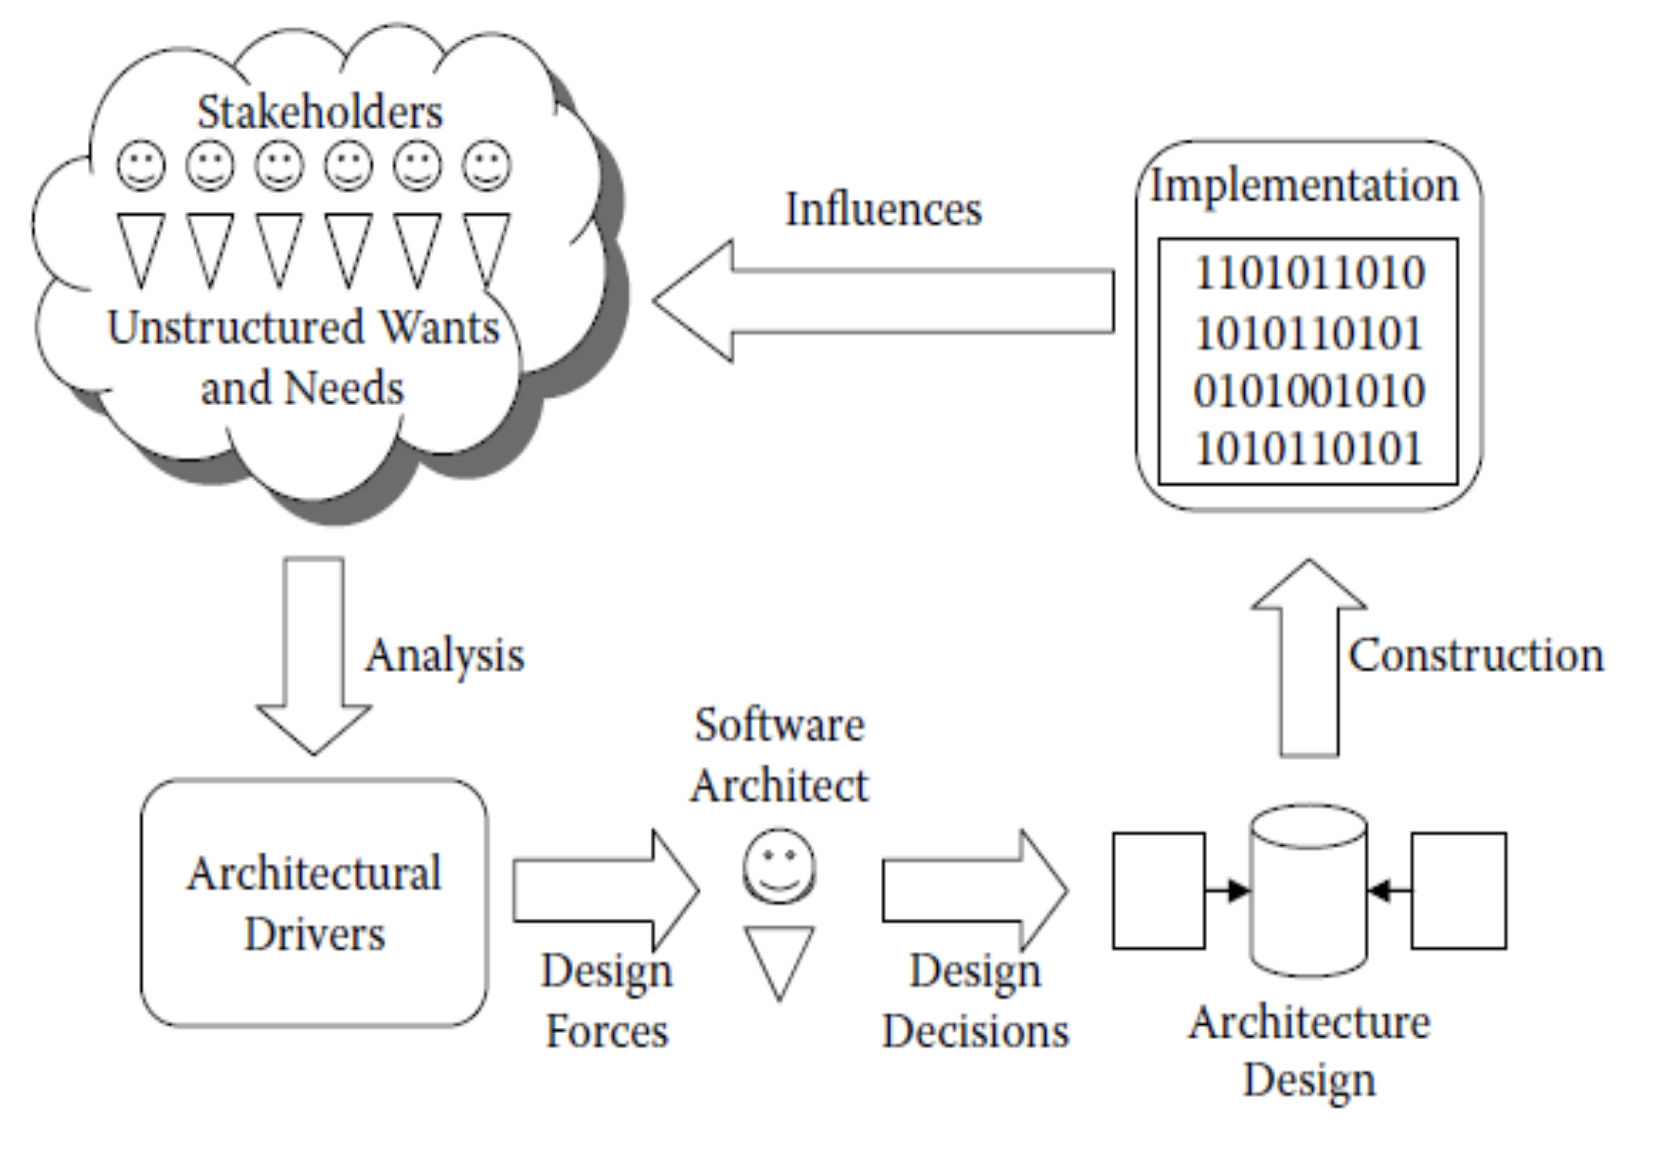 Stakeholders
Unstructured Wants
and Needs
Influences
Implementation
1101011010
1010110101
0101001010
1010110101
Analysis
Construction
Software
Architect
Architectural
Drivers
Design
Forces
Design
Decisions
Architecture
Design